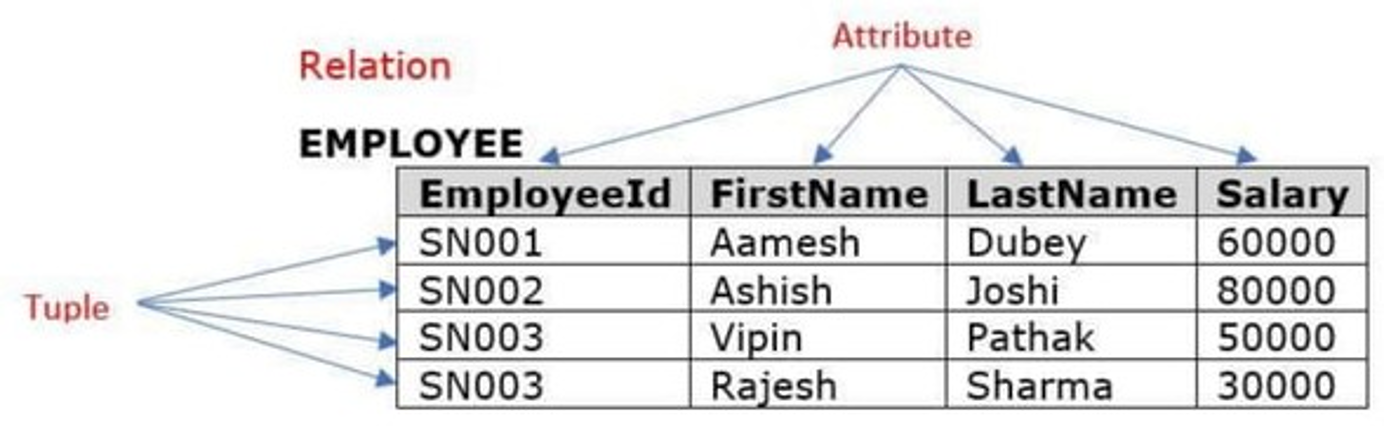 Attribute
Relation
EMPLOYEE
EmployeeId FirstName LastName Salary
SN001 Aamesh Dubey 60000
SN002 Ashish Joshi 80000
Tuple
SN003 Vipin Pathak 50000
SN003 Rajesh Sharma 30000